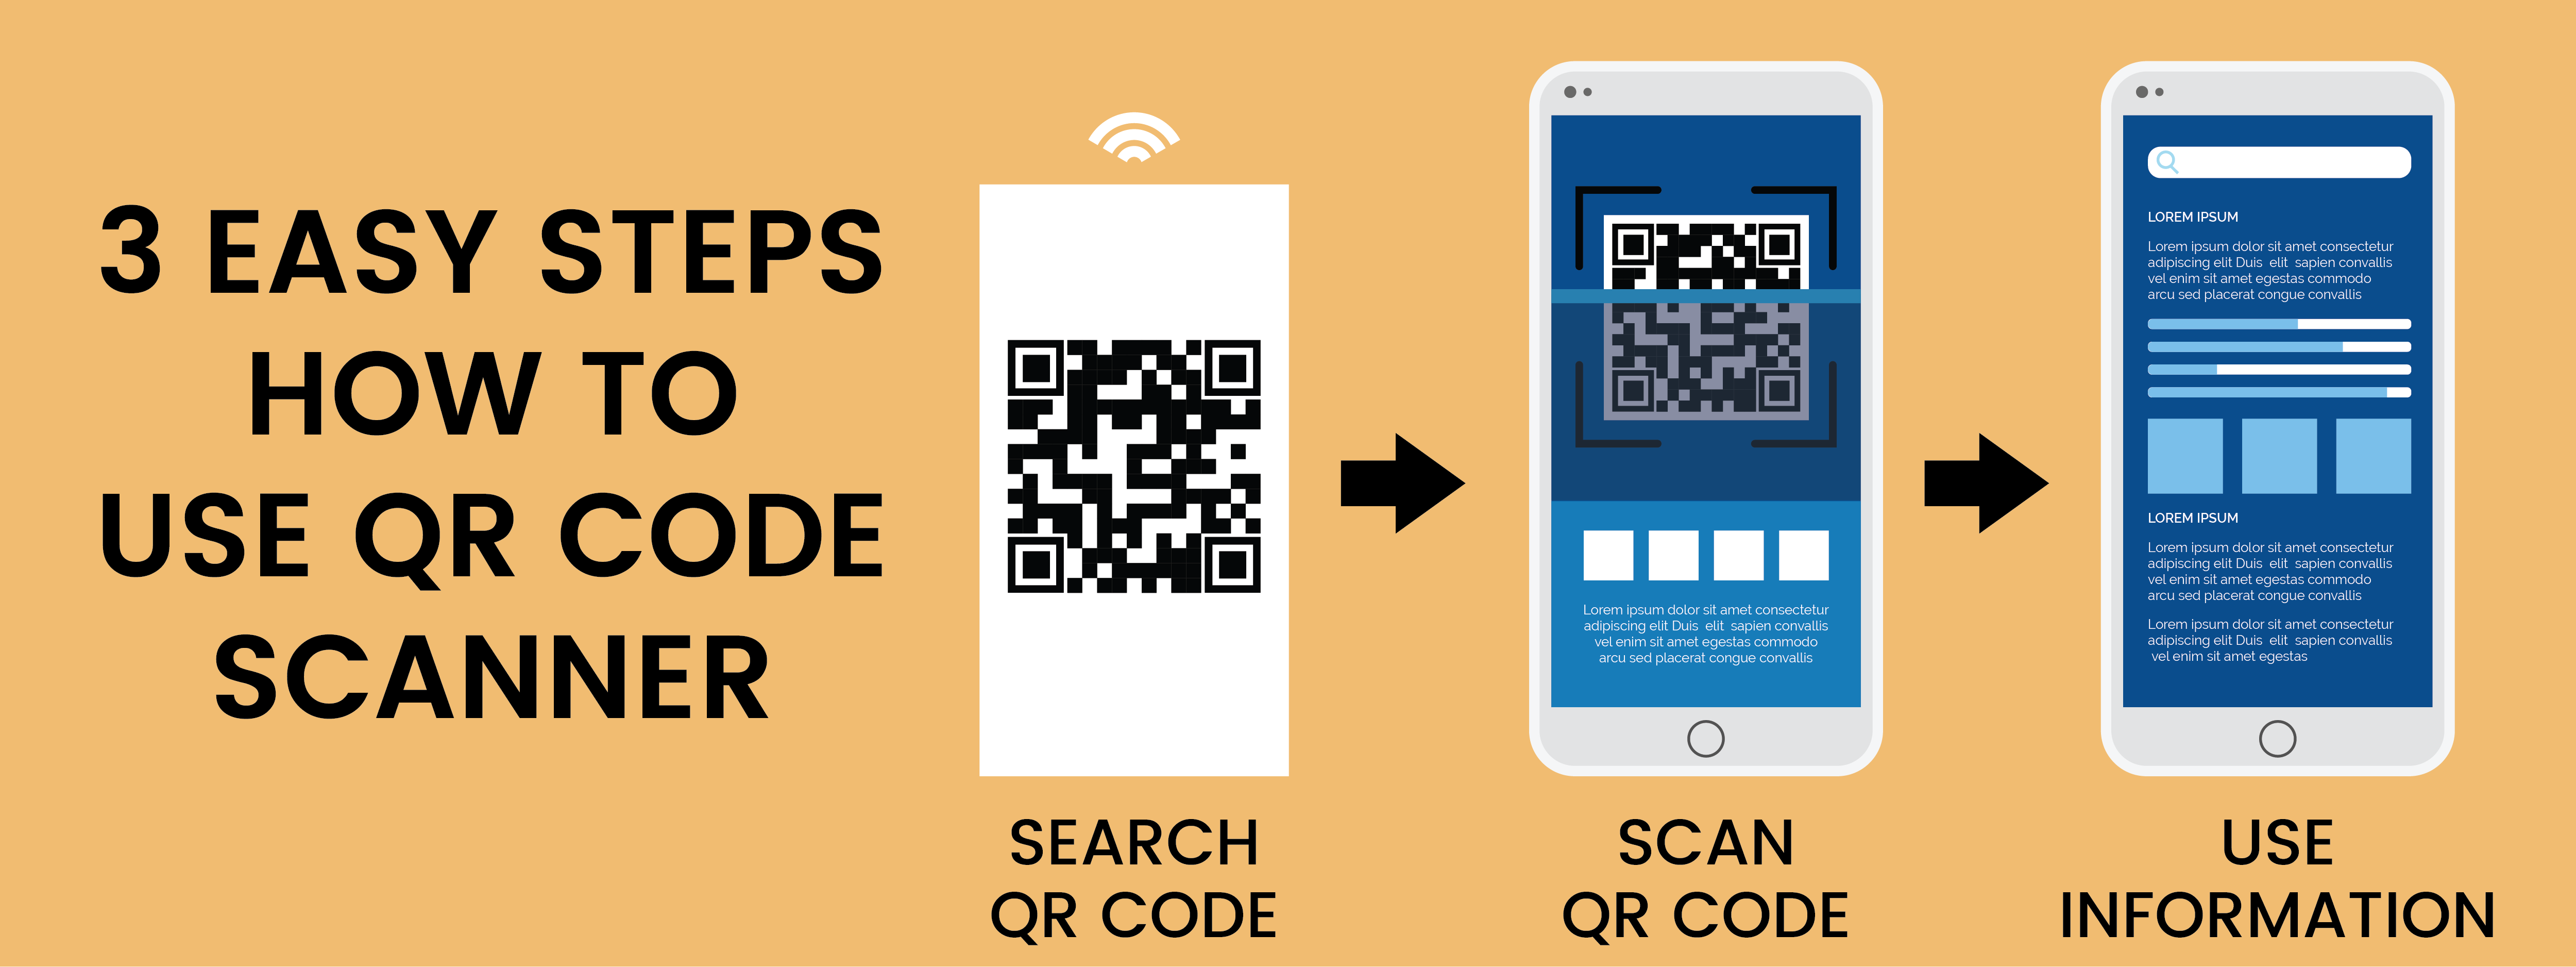 3 EASY STEPS
HOW TO
USE QR CODE
SCANNER
SEARCH
QR CODE
Lorem ipsum dolor sit amet consectetur
adipiscing elit Duis elit sapien convallis
vel enim sit amet egestas commodo
arcu sed placerat congue convallis
SCAN
QR CODE
LOREM IPSUM
Lorem ipsum dolor sit amet consectetur
adipiscing elit Duis elit sapien convallis
vel enim sit amet egestas commodo
arcu sed placerat congue convallis
LOREM IPSUM
Lorem ipsum dolor sit amet consectetur
adipiscing elit Duis elit sapien convallis
vel enim sit amet egestas commodo
arcu sed placerat congue convallis
Lorem ipsum dolor sit amet consectetur
adipiscing elit Duis elit sapien convallis
vel enim sit amet egestas
USE
INFORMATION